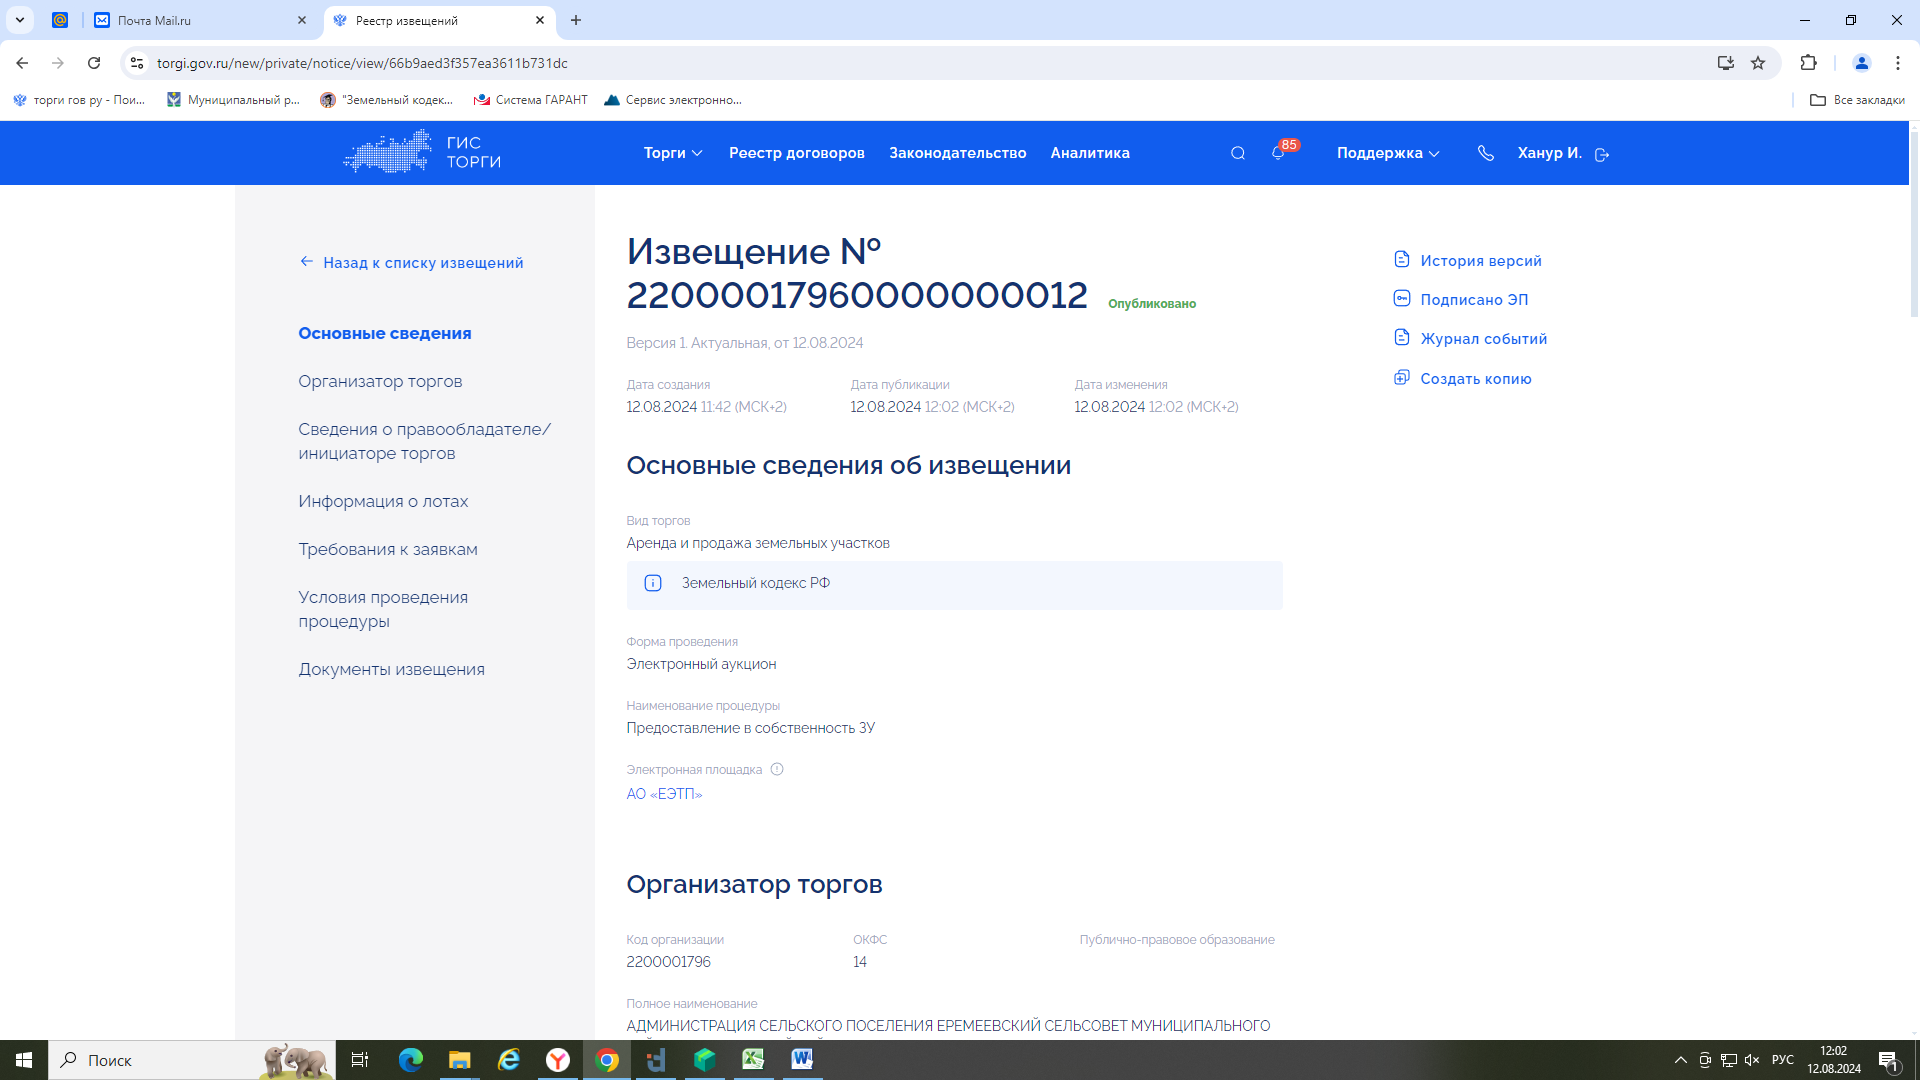 Почта Mail.ru
Реестр извещений
torgi.gov.ru/new/private/notice/view/66b9aed3f357ea3611b731dc
торги гов ру - Пои...
Муниципальный р...
"Земельный кодек...
Система ГАРАНТ
Сервис электронно...
Все закладки
ГИС
ТОРГИ
Торги
Реестр договоров
Законодательство
Аналитика
85
Поддержка
Ханур И.
Назад к списку извещений
Основные сведения
Организатор торгов
Сведения о правообладателе/
инициаторе торгов
Информация о лотах
Требования к заявкам
Условия проведения
процедуры
Документы извещения
Извещение №
22000017960000000012
Опубликовано
Версия 1. Актуальная, от 12.08.2024
Дата создания
12.08.2024 11:42 (МСК+2)
Дата публикации
12.08.2024 12:02 (МСК+2)
Дата изменения
12.08.2024 12:02 (МСК+2)
Основные сведения об извещении
Вид торгов
Аренда и продажа земельных участков
Земельный кодекс РФ
Форма проведения
Электронный аукцион
Наименование процедуры
Предоставление в собственность ЗУ
Электронная площадка
АО «ЕЭТП»
Организатор торгов
Код организации
2200001796
ОКФС
14
Публично-правовое образование
Полное наименование
АДМИНИСТРАЦИЯ СЕЛЬСКОГО ПОСЕЛЕНИЯ ЕРЕМЕЕВСКИЙ СЕЛЬСОВЕТ МУНИЦИПАЛЬНОГО
История версий
Подписано ЭП
Журнал событий
Создать копию
Поиск
РУС
12:02
12.08.2024
1